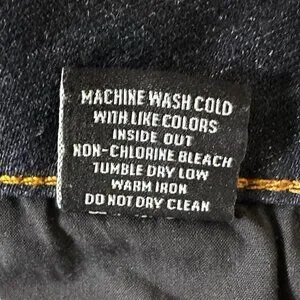 MACHINE WASH COLD
WITH LIKE COLORS
INSIDE OUT
NON-CHLORINE BLEACH
TUMBLE DRY LOW
WARM IRON
DO NOT DRY CLEAN